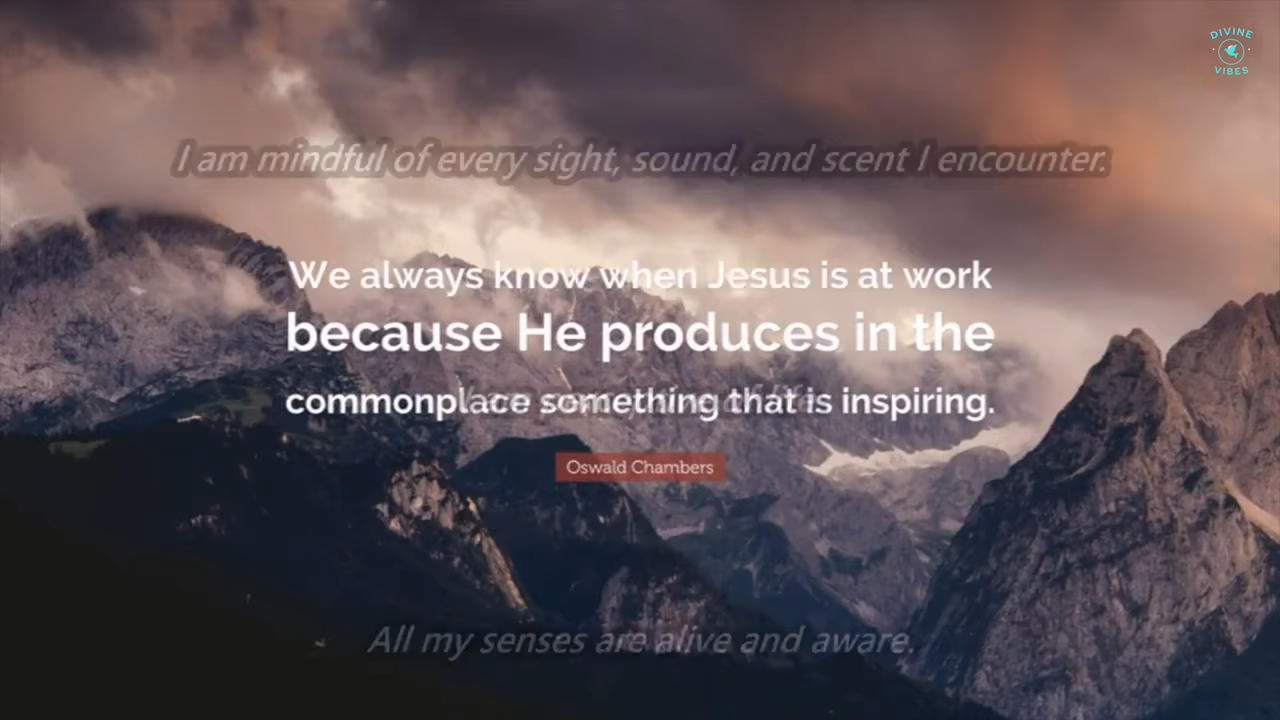 DIVINE
VIBES
I am mindful of every sight, sound, and scent I encounter.
We always know when Jesus is at work
because He produces in the
commonplace something that is inspiring.
of life
Oswald Chambers
All my senses are alive and aware.